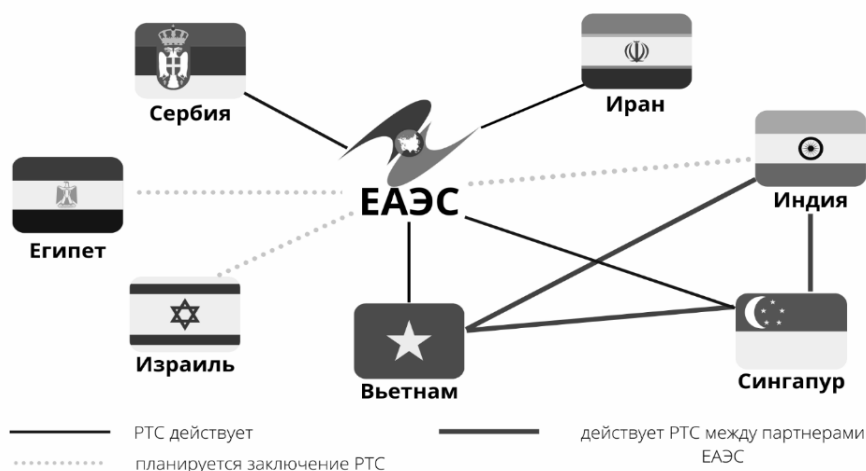 Сербия
Иран
Индия
ЕАЭС
Египет
Израиль
Вьетнам
Сингапур
РТС действует
действует РТС между партнерами
ЕАЭС
планируется заключение РТС